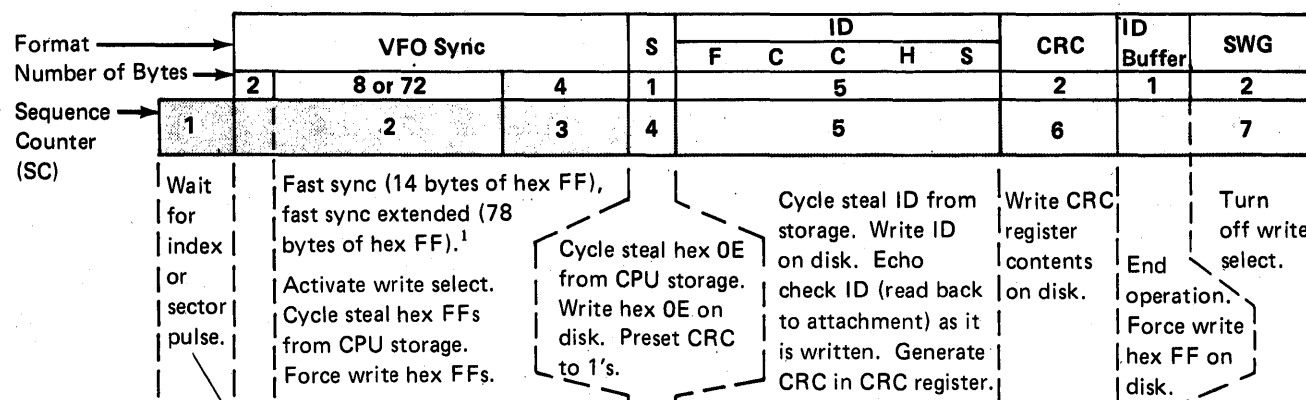 Format
VFO Sync
S
ID
F C C H S
CRC
ID
Buffer
SWG
Number of Bytes
2 8 or 72 4 1 5 2 1 2
Sequence
Counter
(SC)
1 2 3 4 5 6 7
Wait
for
index
or
sector
pulse.
Fast sync (14 bytes of hex FF),
fast sync extended (78
bytes of hex FF).¹
Activate write select.
Cycle steal hex FFs
from CPU storage.
Force write hex FFs.
Cycle steal hex 0E
from CPU storage.
Write hex 0E on
disk. Preset CRC
to 1's.
Cycle steal ID from
storage. Write ID
on disk. Echo
check ID (read back
to attachment) as it
is written. Generate
CRC in CRC register.
Write CRC
register
contents
on disk.
End
operation.
Force write
hex FF on
disk.
Turn
off write
select.